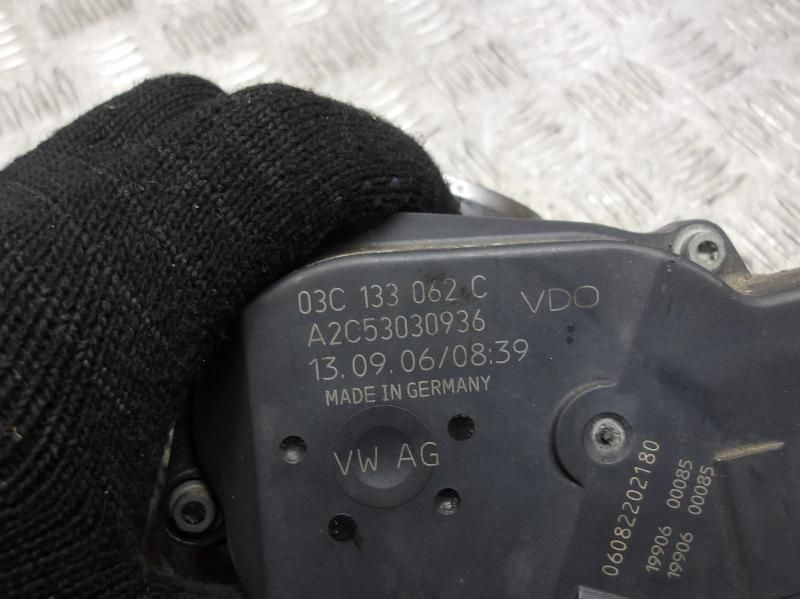 03C 133 062 C
VDO
A2C53030936
13.09.06/08:39
MADE IN GERMANY
VW AG
06082202180
19906 00085
19906 00085